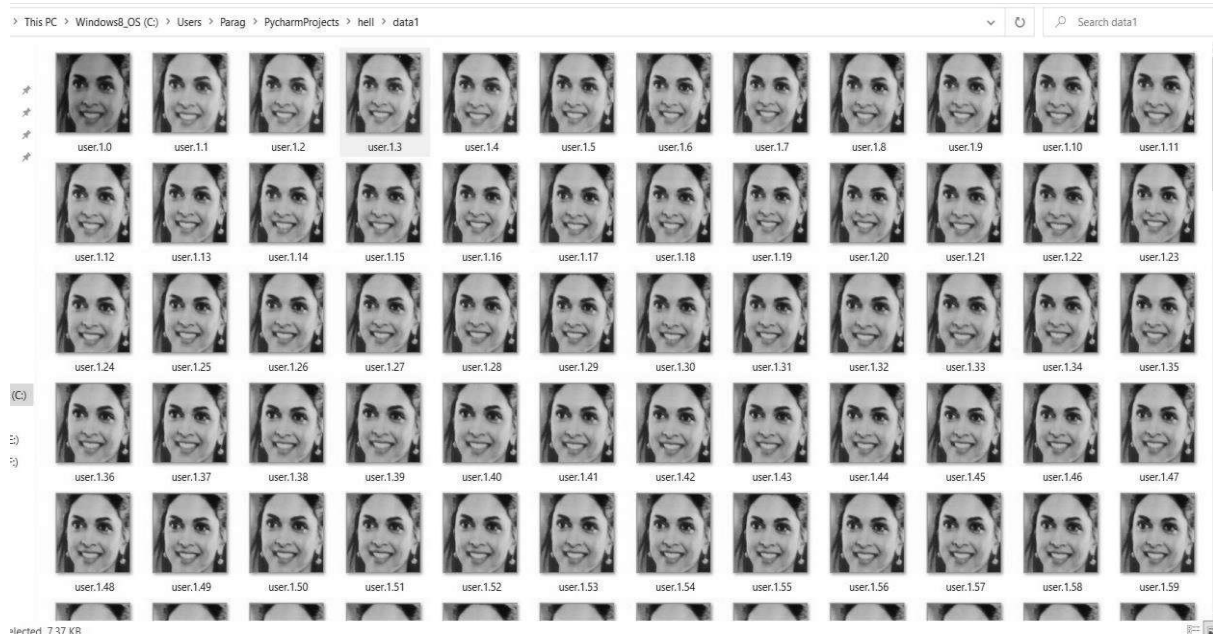 > This PC > Windows8_OS (C:) > Users > Parag > PycharmProjects > hell > data1
Search data1
user.1.0 user.1.1 user.1.2 user.1.3 user.1.4 user.1.5 user.1.6 user.1.7 user.1.8 user.1.9 user.1.10 user.1.11
user.1.12 user.1.13 user.1.14 user.1.15 user.1.16 user.1.17 user.1.18 user.1.19 user.1.20 user.1.21 user.1.22 user.1.23
user.1.24 user.1.25 user.1.26 user.1.27 user.1.28 user.1.29 user.1.30 user.1.31 user.1.32 user.1.33 user.1.34 user.1.35
(C:)
user.1.36 user.1.37 user.1.38 user.1.39 user.1.40 user.1.41 user.1.42 user.1.43 user.1.44 user.1.45 user.1.46 user.1.47
user.1.48 user.1.49 user.1.50 user.1.51 user.1.52 user.1.53 user.1.54 user.1.55 user.1.56 user.1.57 user.1.58 user.1.59
elected 7.37 KB